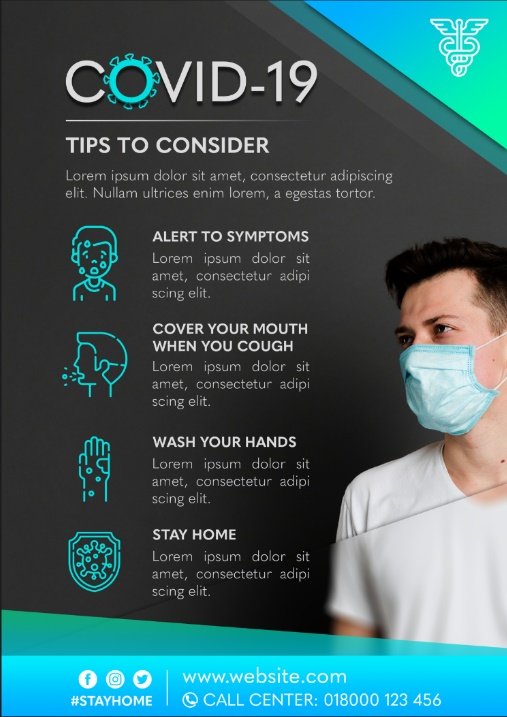 COVID-19
TIPS TO CONSIDER
Lorem ipsum dolor sit amet, consectetur adipiscing
elit. Nullam ultrices enim lorem, a egestas tortor.
ALERT TO SYMPTOMS
Lorem ipsum dolor sit
amet, consectetur adipi
scing elit.
COVER YOUR MOUTH
WHEN YOU COUGH
Lorem ipsum dolor sit
amet, consectetur adipi
scing elit.
WASH YOUR HANDS
Lorem ipsum dolor sit
amet, consectetur adipi
scing elit.
STAY HOME
Lorem ipsum dolor sit
amet, consectetur adipi
scing elit.
#STAYHOME
www.website.com
CALL CENTER: 018000 123 456